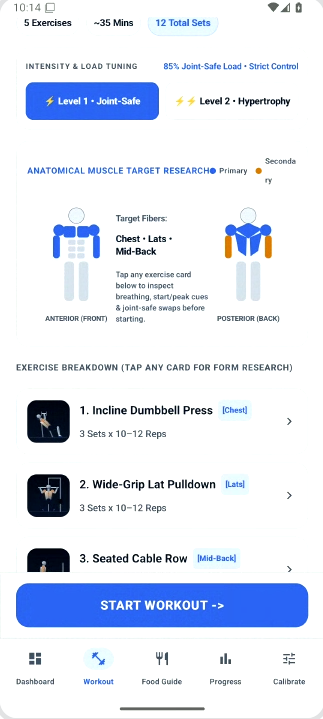 10:14
5 Exercises ~35 Mins 12 Total Sets
INTENSITY & LOAD TUNING 85% Joint-Safe Load • Strict Control
⚡ Level 1 • Joint-Safe ⚡⚡ Level 2 • Hypertrophy
ANATOMICAL MUSCLE TARGET RESEARCH Primary Seconda
ry
Target Fibers:
Chest • Lats •
Mid-Back
Tap any exercise card
below to inspect
breathing, start/peak cues
& joint-safe swaps before
starting.
ANTERIOR (FRONT) POSTERIOR (BACK)
EXERCISE BREAKDOWN (TAP ANY CARD FOR FORM RESEARCH)
1. Incline Dumbbell Press [Chest]
3 Sets x 10–12 Reps
2. Wide-Grip Lat Pulldown [Lats]
3 Sets x 10–12 Reps
3. Seated Cable Row [Mid-Back]
START WORKOUT ->
Dashboard Workout Food Guide Progress Calibrate